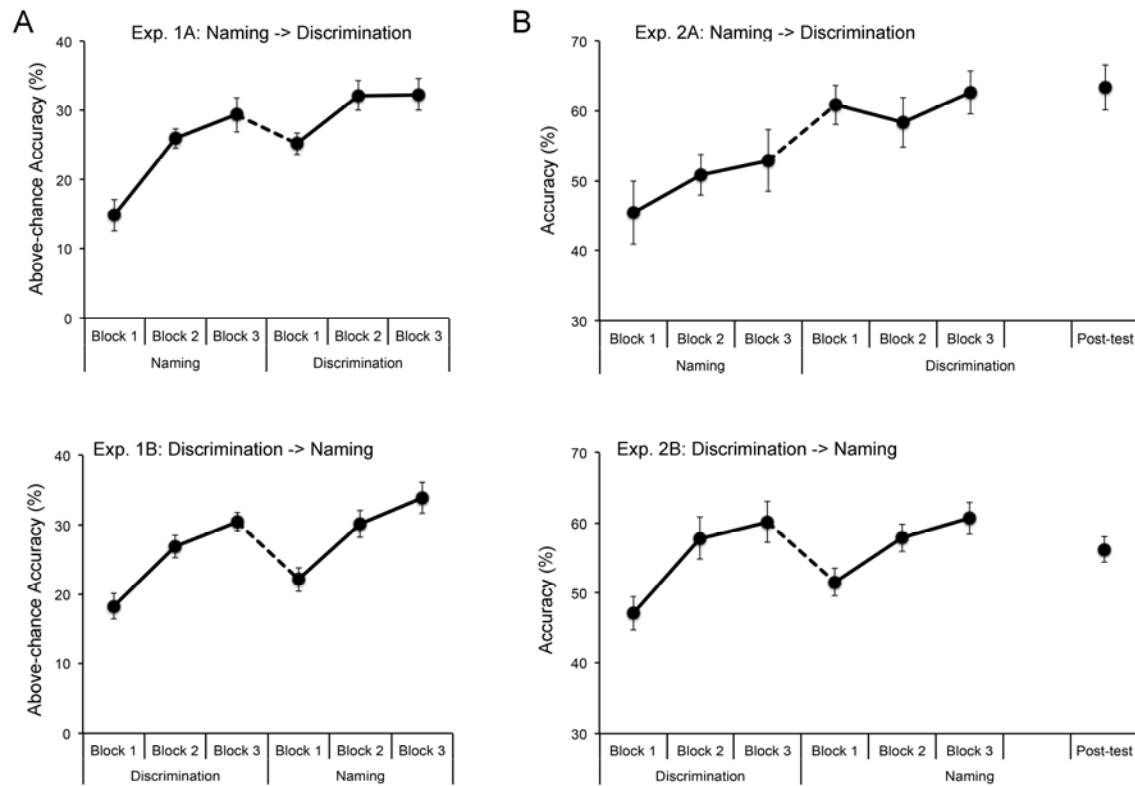 A
Exp. 1A: Naming -> Discrimination
Above-chance Accuracy (%)
40
30
20
10
0
Block 1 Block 2 Block 3 Block 1 Block 2 Block 3
Naming Discrimination
B
Exp. 2A: Naming -> Discrimination
Accuracy (%)
70
60
50
40
30
Block 1 Block 2 Block 3 Block 1 Block 2 Block 3 Post-test
Naming Discrimination
Exp. 1B: Discrimination -> Naming
Above-chance Accuracy (%)
40
30
20
10
0
Block 1 Block 2 Block 3 Block 1 Block 2 Block 3
Discrimination Naming
Exp. 2B: Discrimination -> Naming
Accuracy (%)
70
60
50
40
30
Block 1 Block 2 Block 3 Block 1 Block 2 Block 3 Post-test
Discrimination Naming